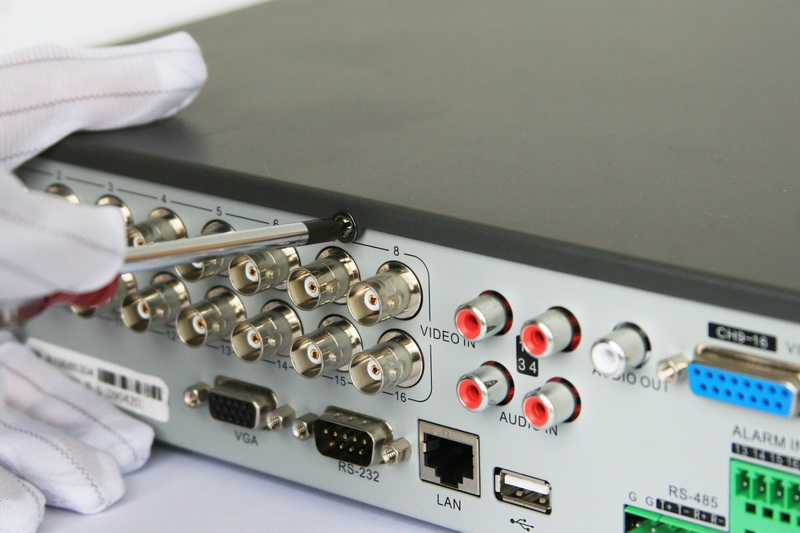 2 3 4 5 6 8
VIDEO IN
12 13 14 15 16
3 4
AUDIO IN
AUDIO OUT
CH9-16
VGA
RS-232
LAN
ALARM IN
13 14 15 16
RS-485
G G T+ T- R+ R-